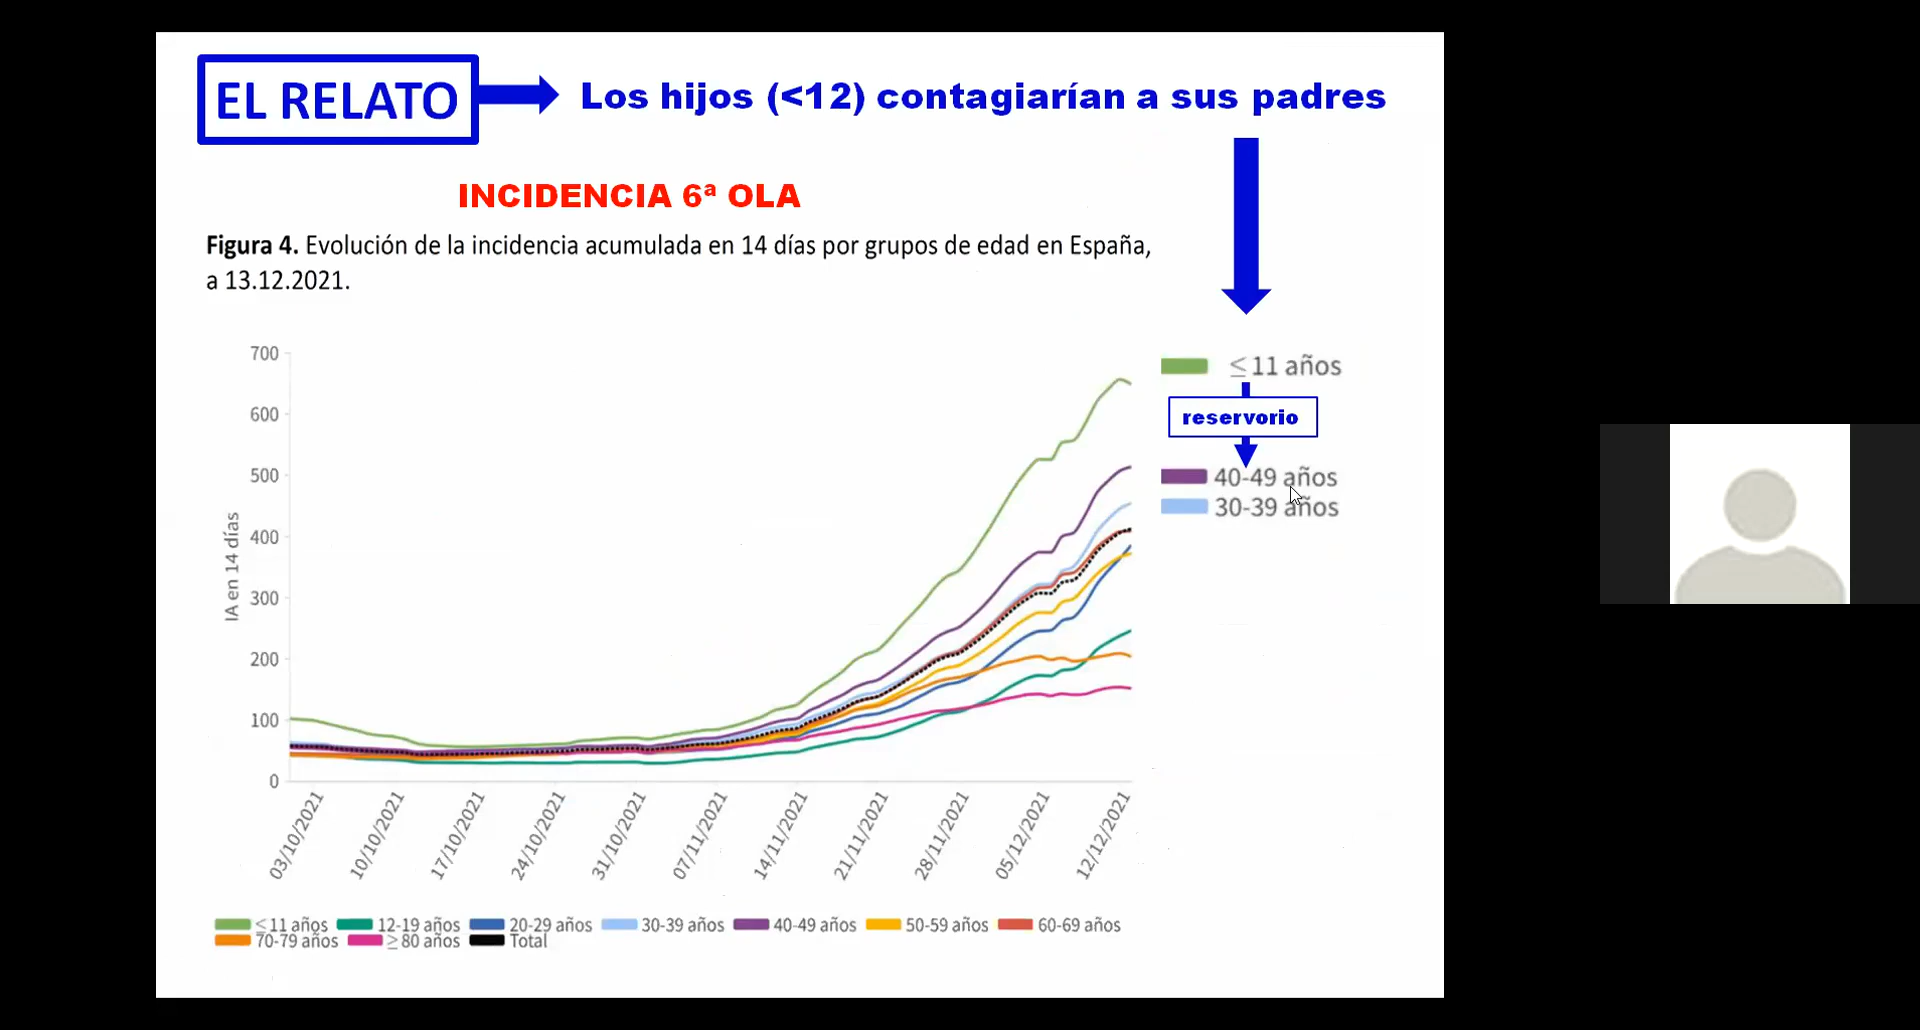 EL RELATO
Los hijos (<12) contagiarían a sus padres
INCIDENCIA 6ª OLA
Figura 4. Evolución de la incidencia acumulada en 14 días por grupos de edad en España,
a 13.12.2021.
700
600
500
400
300
200
100
0
IA en 14 días
03/10/2021
10/10/2021
17/10/2021
24/10/2021
31/10/2021
07/11/2021
14/11/2021
21/11/2021
28/11/2021
05/12/2021
12/12/2021
≤ 11 años
reservorio
40-49 años
30-39 años
≤ 11 años 12-19 años 20-29 años 30-39 años 40-49 años 50-59 años 60-69 años
70-79 años ≥ 80 años Total